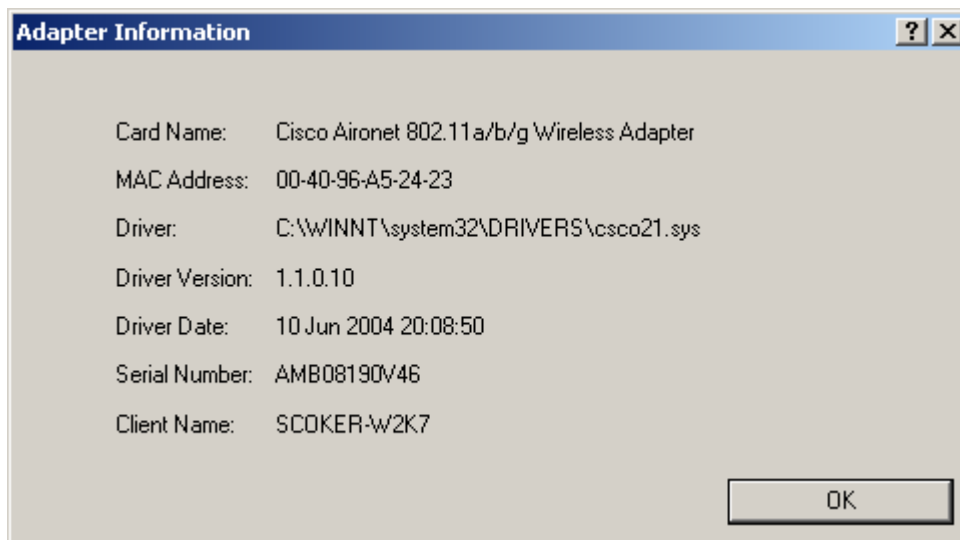 Adapter Information
Card Name: Cisco Aironet 802.11a/b/g Wireless Adapter
MAC Address: 00-40-96-A5-24-23
Driver: C:\WINNT\system32\DRIVERS\csco21.sys
Driver Version: 1.1.0.10
Driver Date: 10 Jun 2004 20:08:50
Serial Number: AMB08190V46
Client Name: SCOKER-W2K7
OK